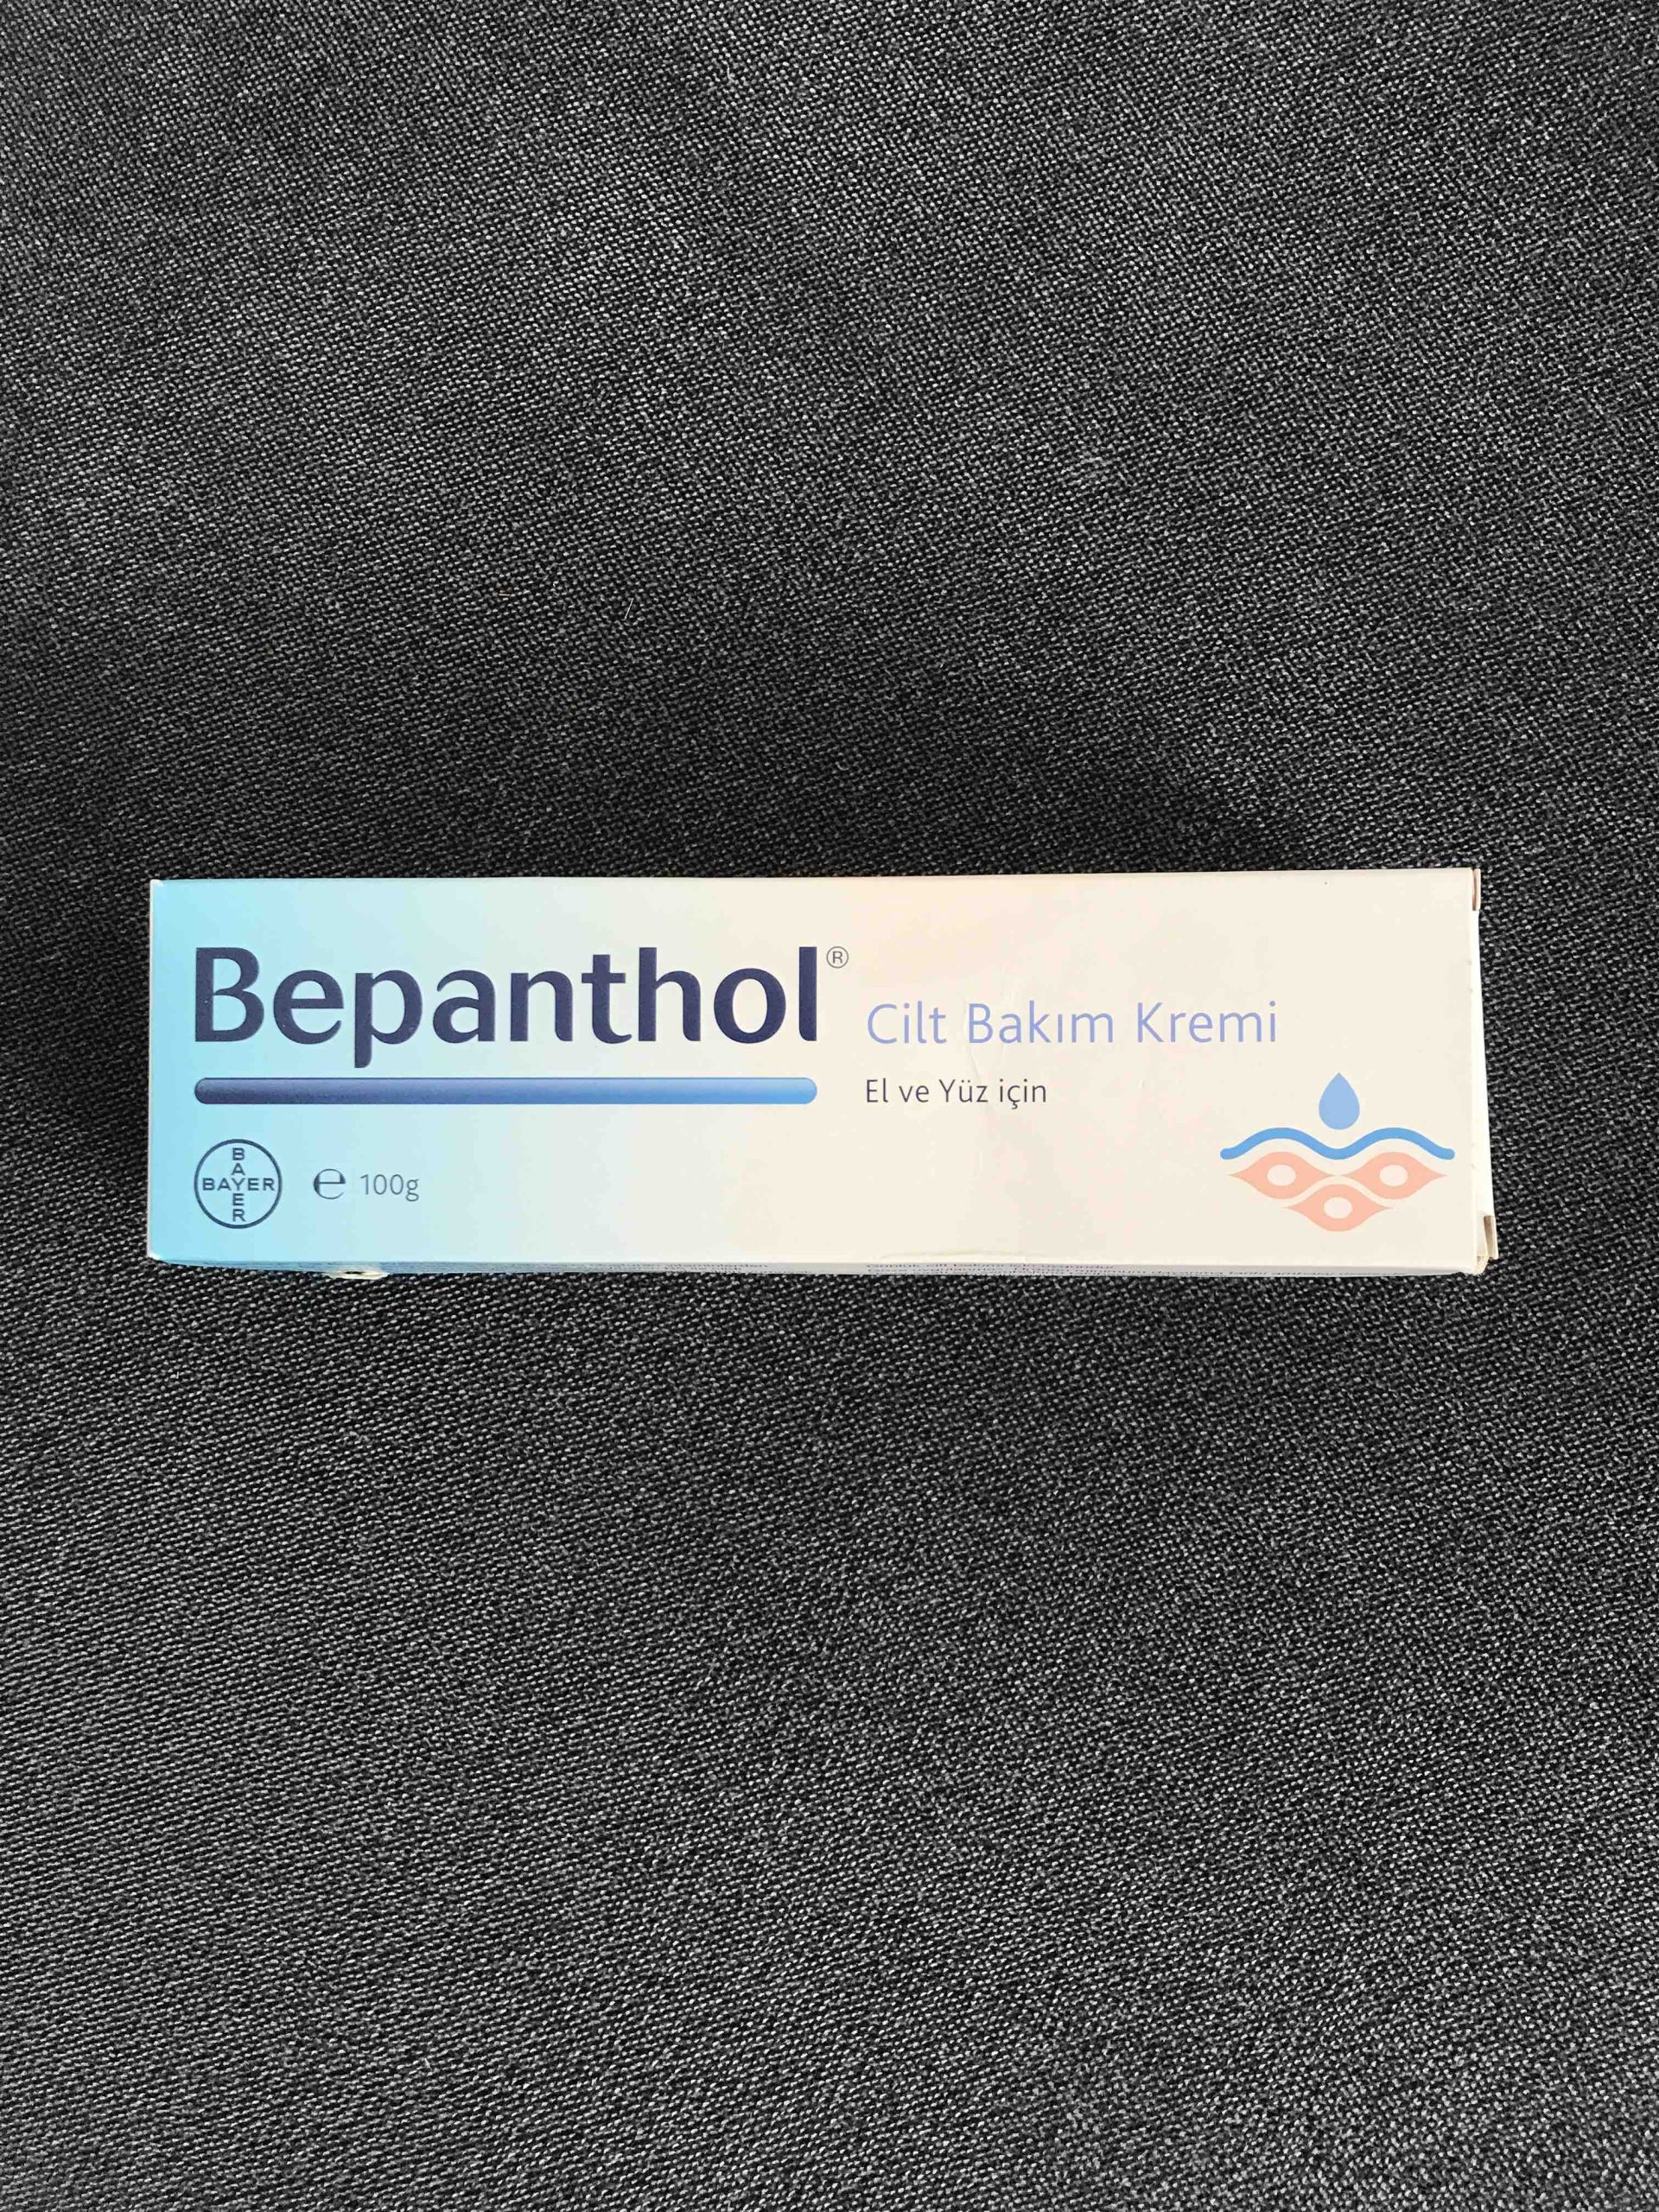 Bepanthol®
Cilt Bakım Kremi
El ve Yüz için
BAYER
BAYER
℮ 100g